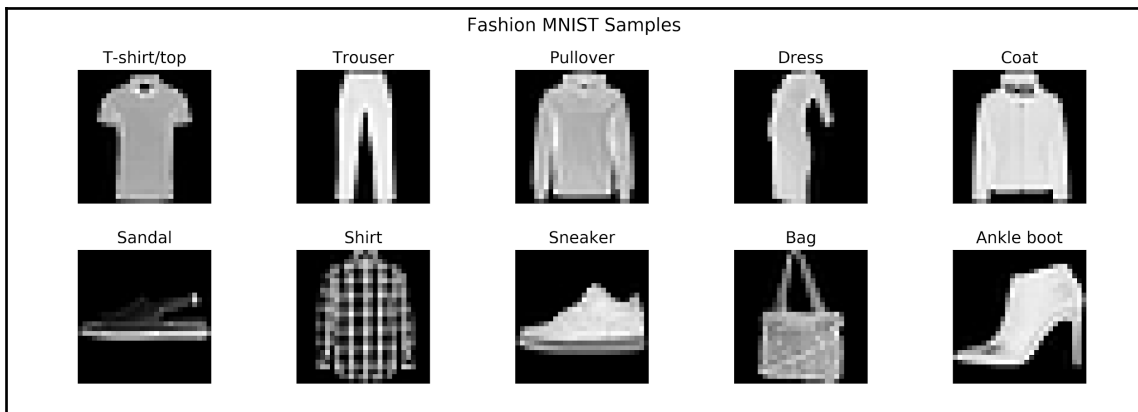 Fashion MNIST Samples
T-shirt/top Trouser Pullover Dress Coat
Sandal Shirt Sneaker Bag Ankle boot